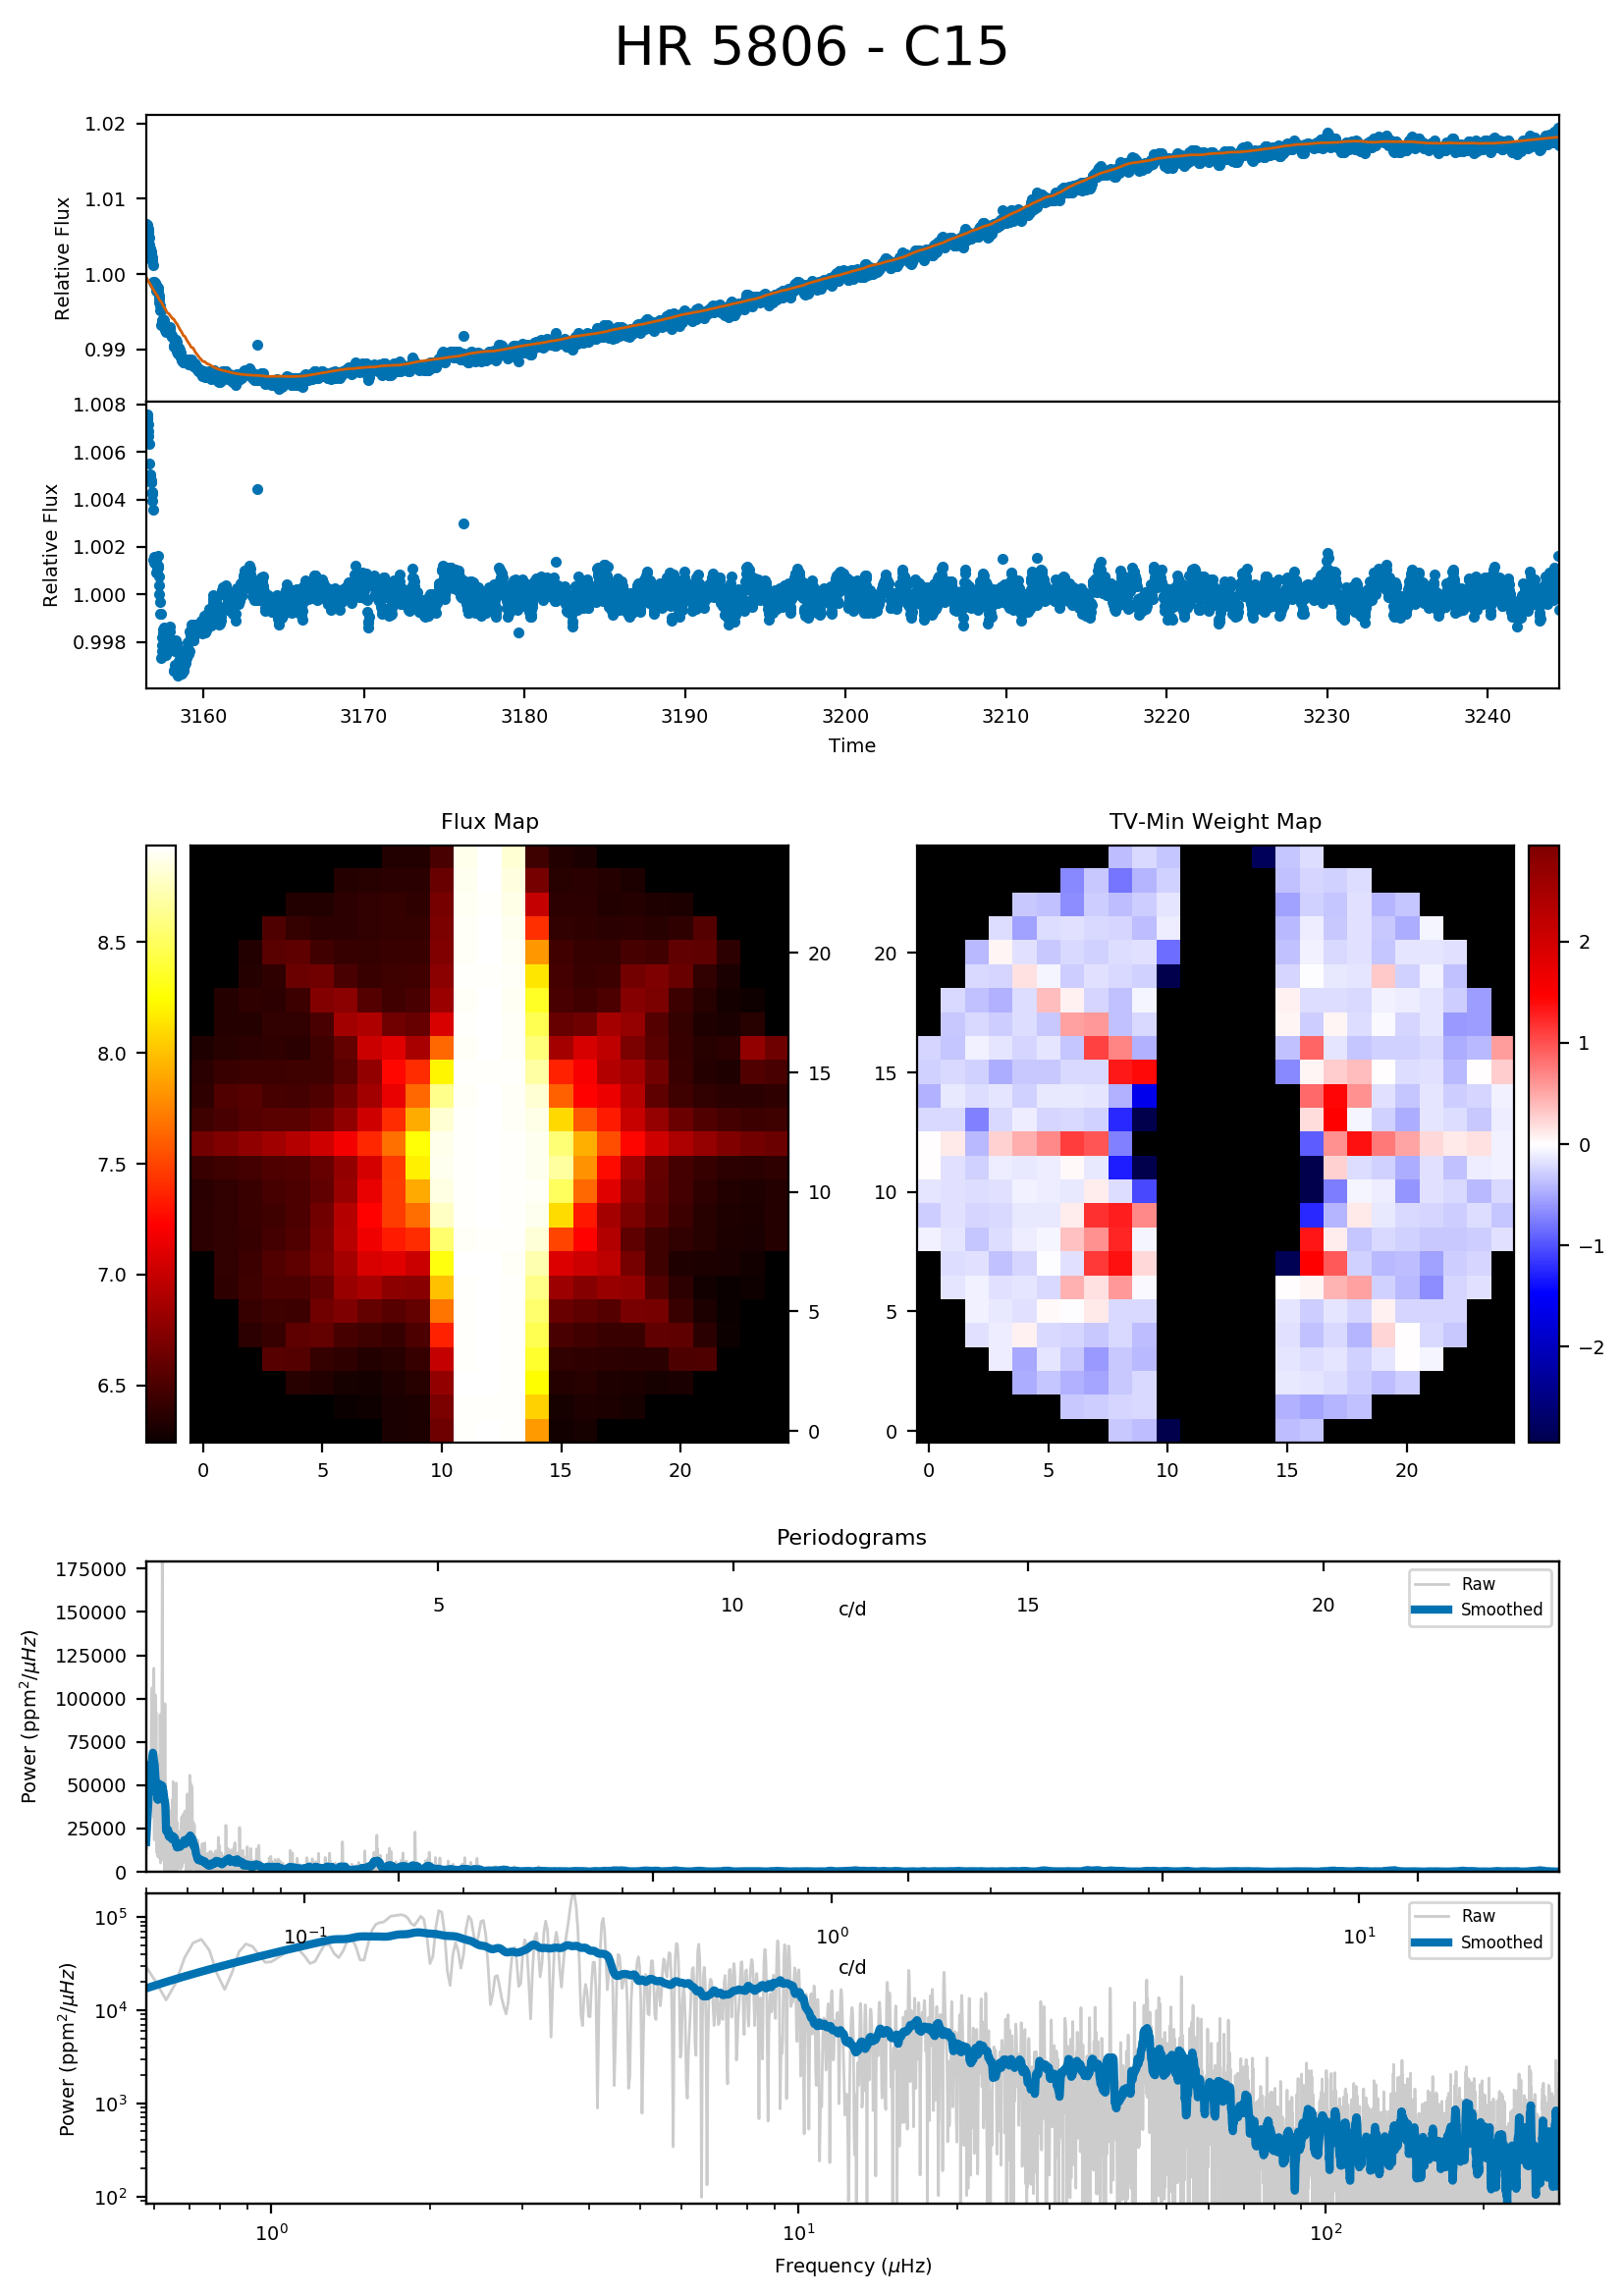 HR 5806 - C15
1.02
1.01
1.00
0.99
Relative Flux
1.008
1.006
1.004
1.002
1.000
0.998
Relative Flux
3160 3170 3180 3190 3200 3210 3220 3230 3240
Time
Flux Map
TV-Min Weight Map
8.5
8.0
7.5
7.0
6.5
20
15
10
5
0
0 5 10 15 20
20
15
10
5
0
0 5 10 15 20
2
1
0
−1
−2
Periodograms
175000
150000
125000
100000
75000
50000
25000
0
Power (ppm²/μHz)
5 10 15 20
c/d
Raw
Smoothed
10⁵
10⁴
10³
10²
Power (ppm²/μHz)
10⁻¹ 10⁰ 10¹
c/d
Raw
Smoothed
10⁰ 10¹ 10²
Frequency (μHz)